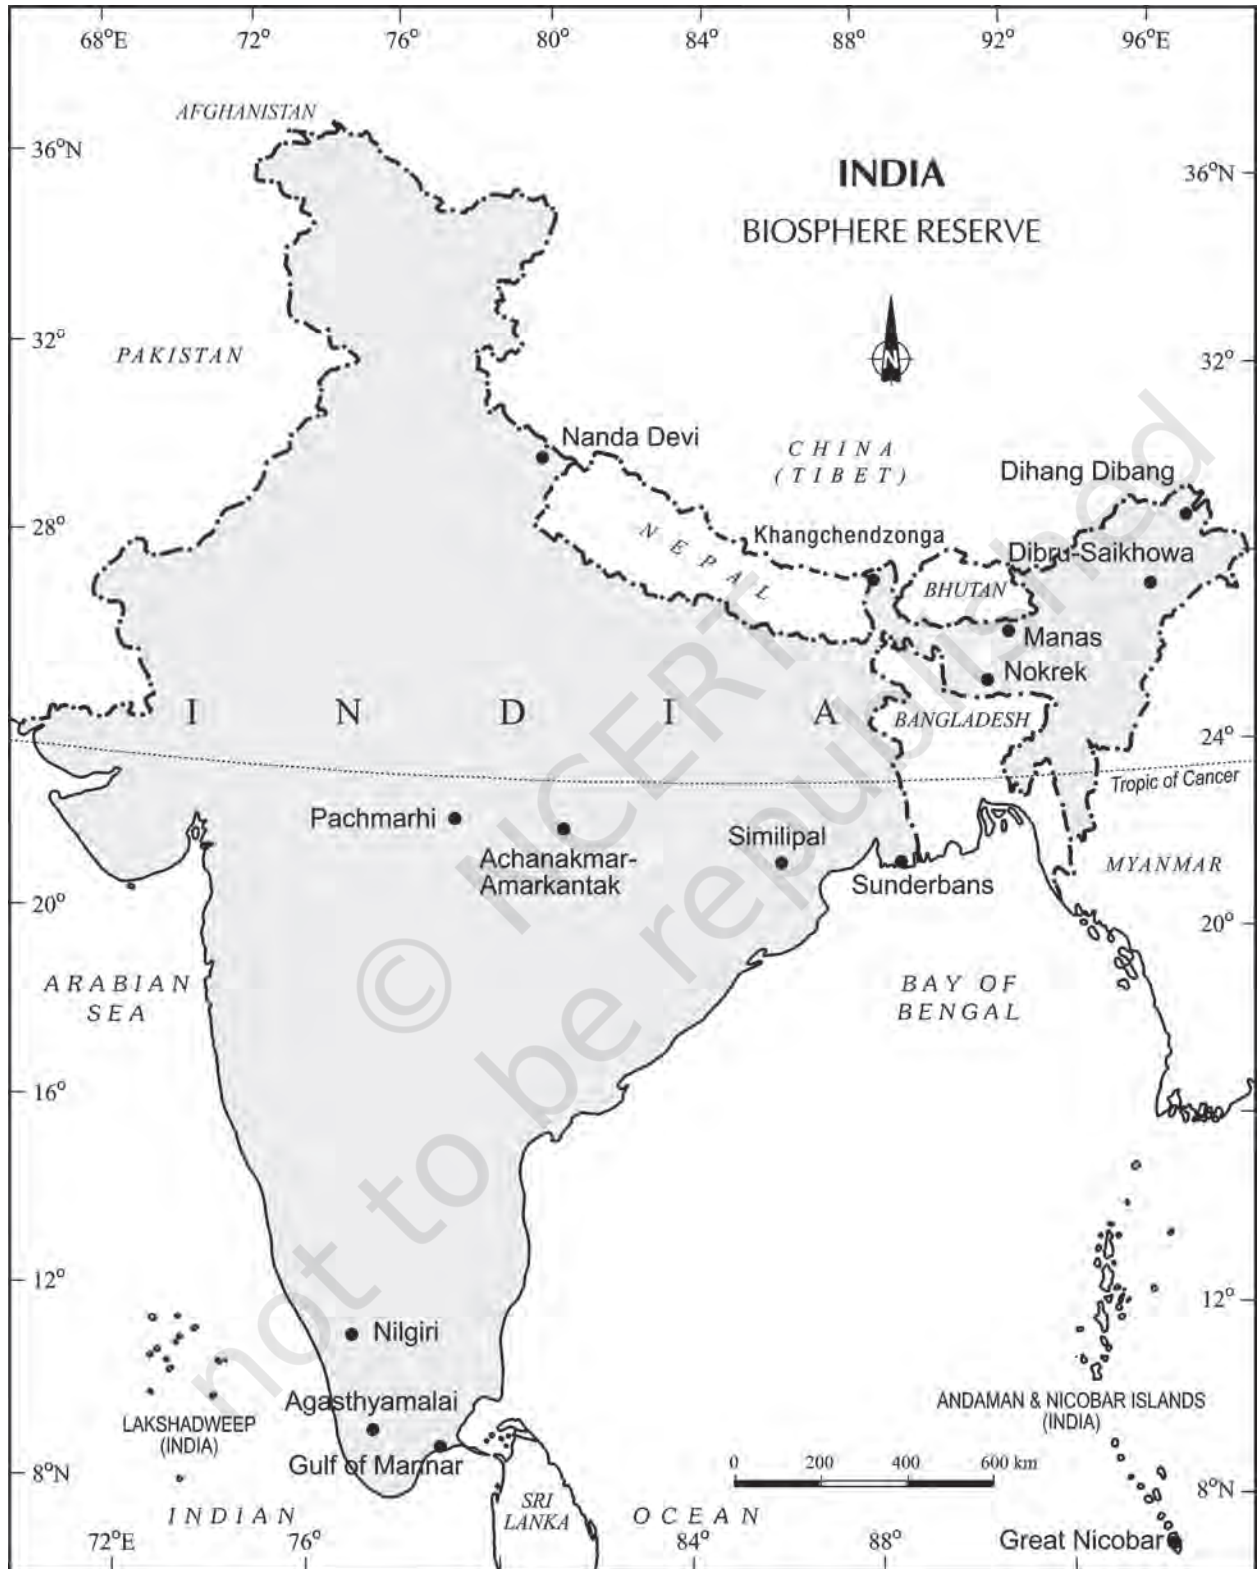 68°E 72° 76° 80° 84° 88° 92° 96°E
AFGHANISTAN
36°N
INDIA
36°N
BIOSPHERE RESERVE
32°
PAKISTAN
N
32°
Nanda Devi
CHINA
(TIBET)
Dihang Dibang
28°
NEPAL
Khangchendzonga
Dibru-Saikhowa
BHUTAN
Manas
Nokrek
INDIA
BANGLADESH
24°
Tropic of Cancer
Pachmarhi
Achanakmar-
Amarkantak
Similipal
Sunderbans
MYANMAR
20°
20°
ARABIAN
SEA
BAY OF
BENGAL
16°
12°
12°
Nilgiri
Agasthyamalai
LAKSHADWEEP
(INDIA)
Gulf of Mannar
ANDAMAN & NICOBAR ISLANDS
(INDIA)
8°N
0 200 400 600 km
8°N
INDIAN
SRI
LANKA
OCEAN
Great Nicobar
72°E 76° 84° 88°
© NCERT
not to be republished